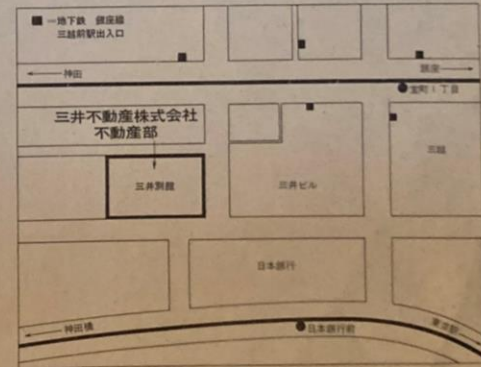 ■ー地下鉄 銀座線
三越前駅出入口
←神田
銀座→
室町1丁目
三井不動産株式会社
不動産部
三井別館
三井ビル
三越
日本銀行
←神田橋
日本銀行前
東京駅→